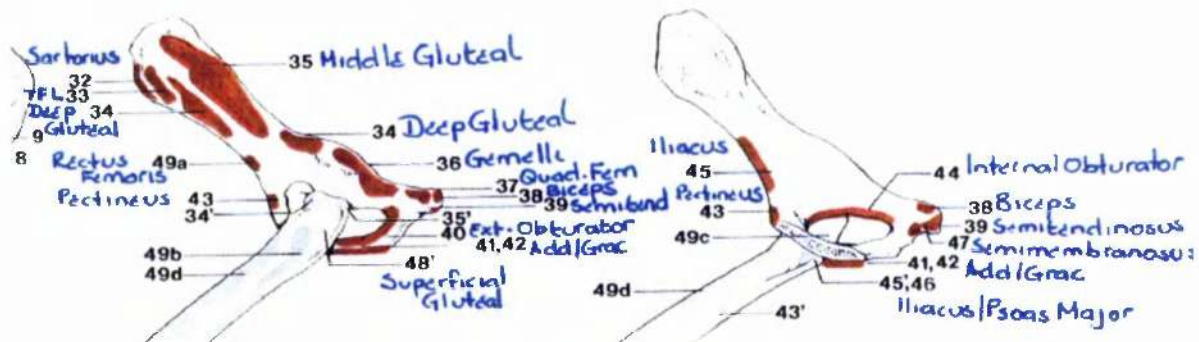 Sartorius
32
TFL 33
Deep 34
Gluteal
9
8
35 Middle Gluteal
34 Deep Gluteal
Rectus 49a
Femoris
Pectineus 43
34'
36 Gemelli
Quad. Fem
37
38 Biceps
39 Semitend
35'
40 Ext. Obturator
41, 42 Add/Grac
49b
49d
48'
Superficial
Gluteal
Iliacus
45
Pectineus
43
49c
49d
44 Internal Obturator
38 Biceps
39 Semitendinosus
47 Semimembranosus
41, 42 Add/Grac
45', 46
Iliacus/Psoas Major
43'